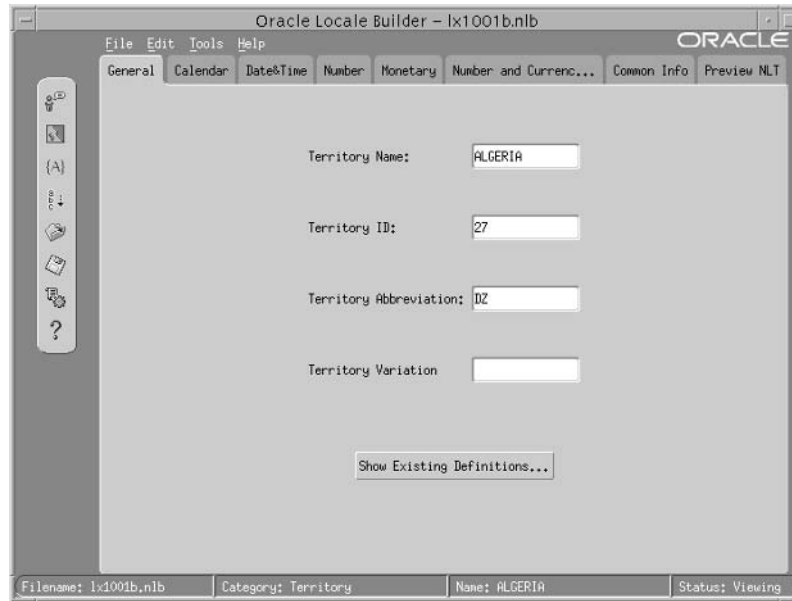 Oracle Locale Builder – lx1001b.nlb
File Edit Tools Help
ORACLE
General Calendar Date&Time Number Monetary Number and Currenc... Common Info Preview NLT
{A}
a
b
c
?
Territory Name: ALGERIA
Territory ID: 27
Territory Abbreviation: DZ
Territory Variation
Show Existing Definitions...
Filename: lx1001b.nlb Category: Territory Name: ALGERIA Status: Viewing